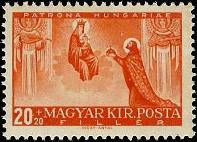 PATRONA HUNGARIAE
20+20 MAGYAR KIR. POSTA
FILLÉR